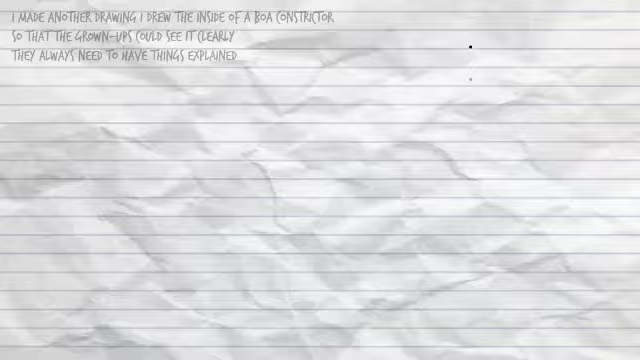 I MADE ANOTHER DRAWING I DREW THE INSIDE OF A BOA CONSTRICTOR
SO THAT THE GROWN-UPS COULD SEE IT CLEARLY
THEY ALWAYS NEED TO HAVE THINGS EXPLAINED